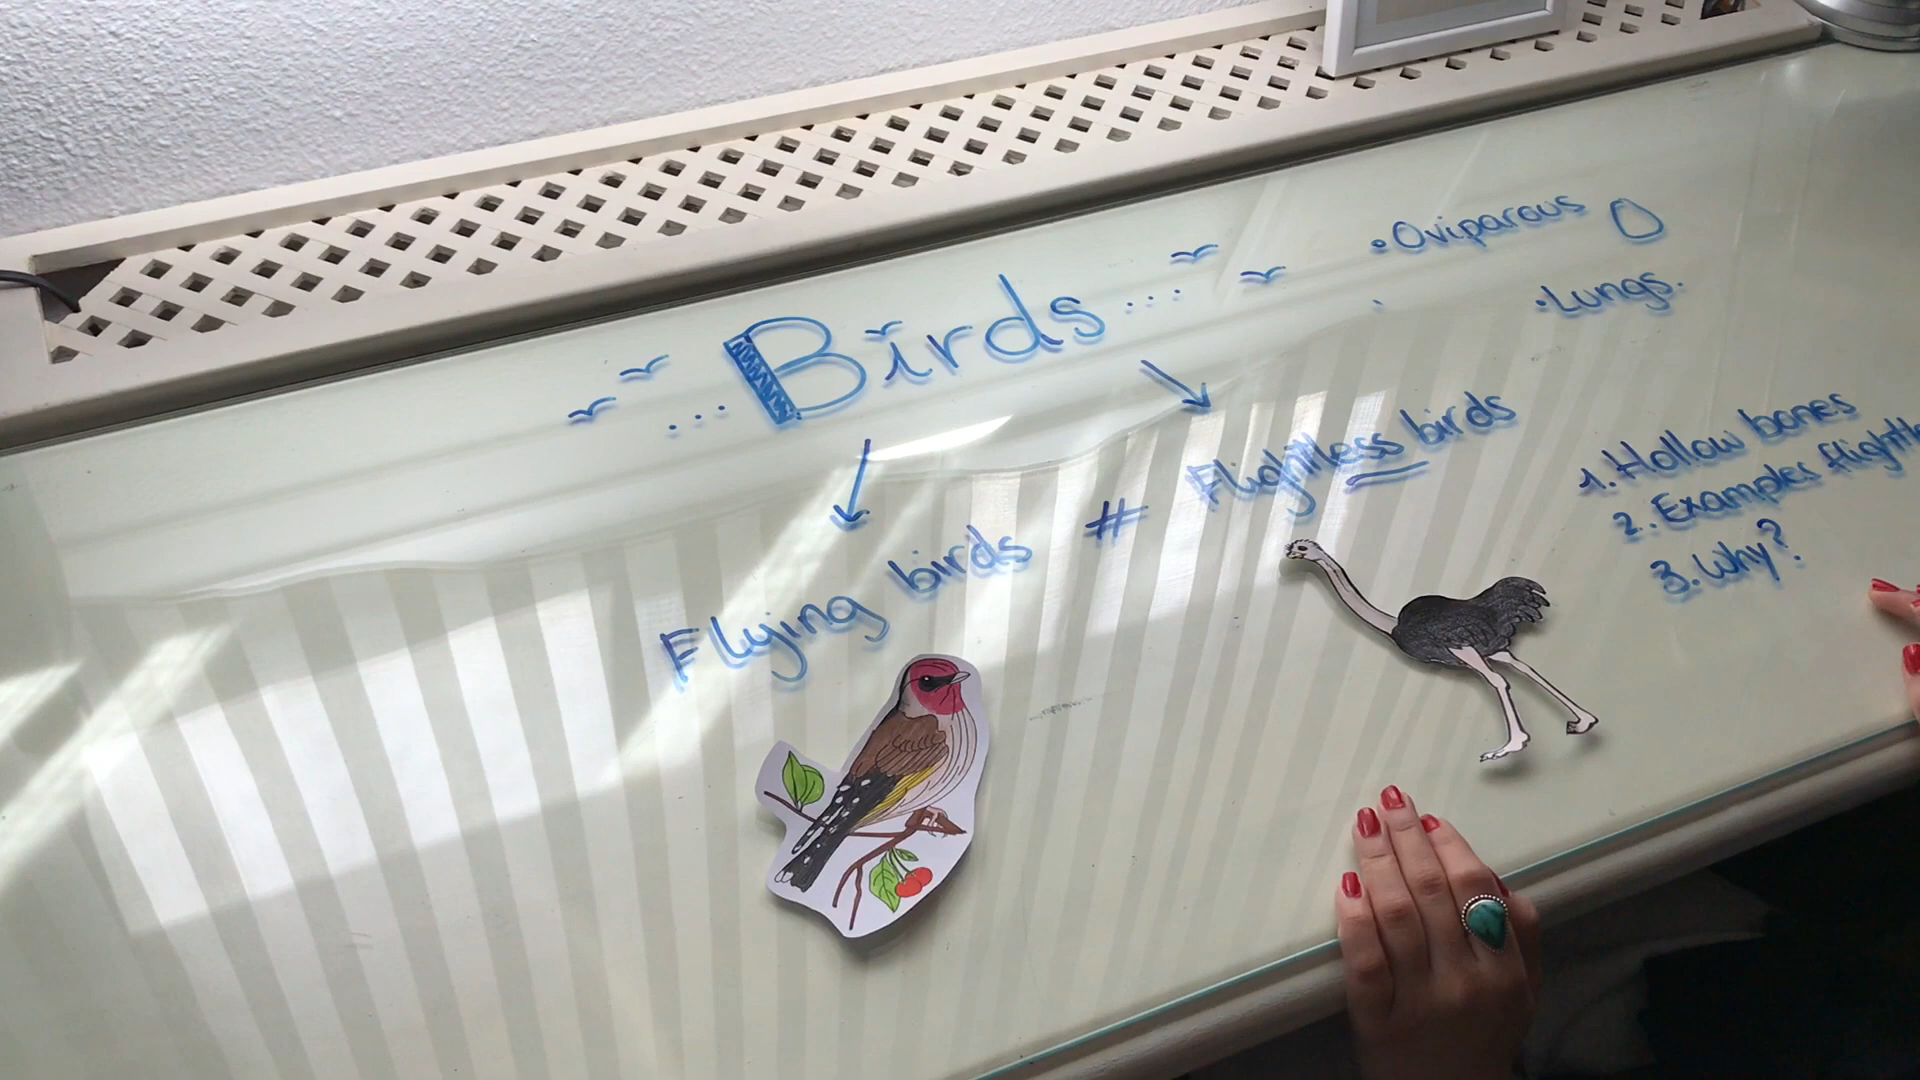 Birds
• Oviparous
• Lungs.
Flying birds # Flightless birds
1. Hollow bones
2. Examples
3. Why?